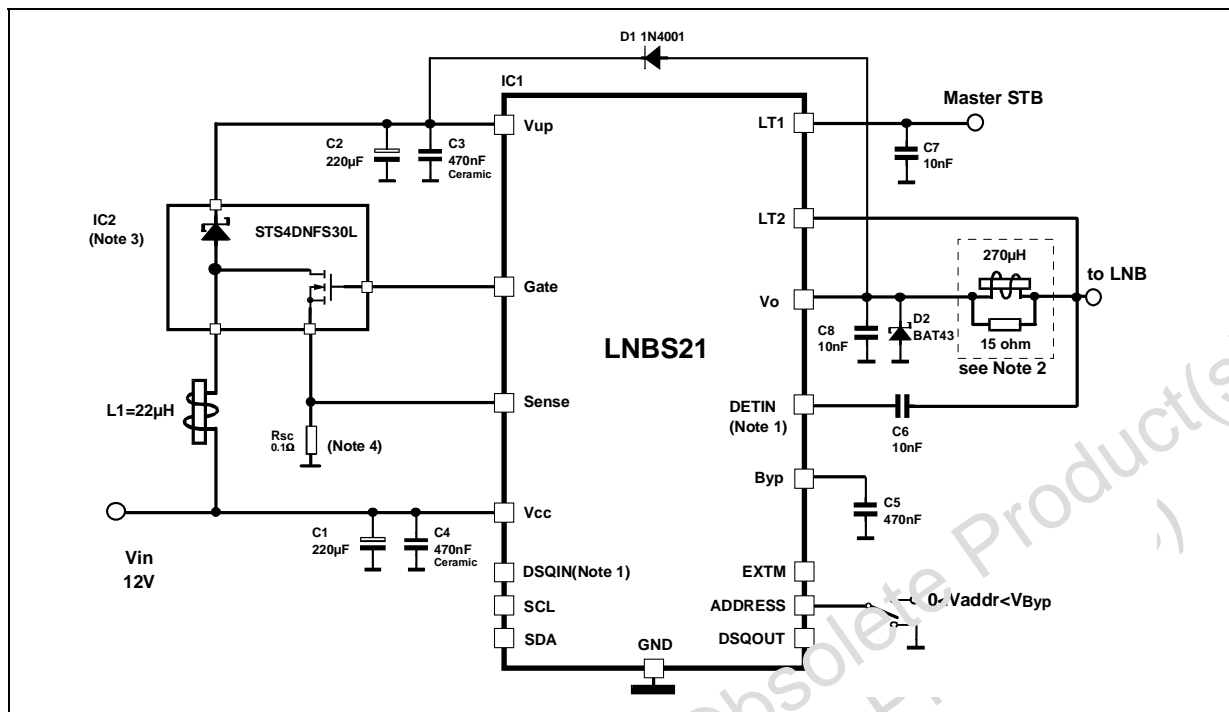 D1 1N4001
IC1
Master STB
Vup
LT1
C2
220µF
C3
470nF
Ceramic
C7
10nF
IC2
(Note 3)
STS4DNFS30L
LT2
270µH
to LNB
Gate
Vo
C8
10nF
D2
BAT43
15 ohm
see Note 2
LNBS21
L1=22µH
Sense
DETIN
(Note 1)
C6
10nF
Rsc
0.1Ω
(Note 4)
Byp
C5
470nF
Vcc
C1
220µF
C4
470nF
Ceramic
Vin
12V
DSQIN(Note 1)
EXTM
SCL
ADDRESS
0<Vaddr<VByp
SDA
DSQOUT
GND
Obsolete Product(s